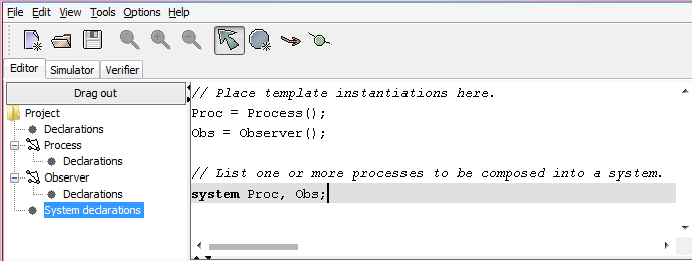 File Edit View Tools Options Help
Editor Simulator Verifier
Drag out
Project
Declarations
Process
Declarations
Observer
Declarations
System declarations
// Place template instantiations here.
Proc = Process();
Obs = Observer();
// List one or more processes to be composed into a system.
system Proc, Obs;